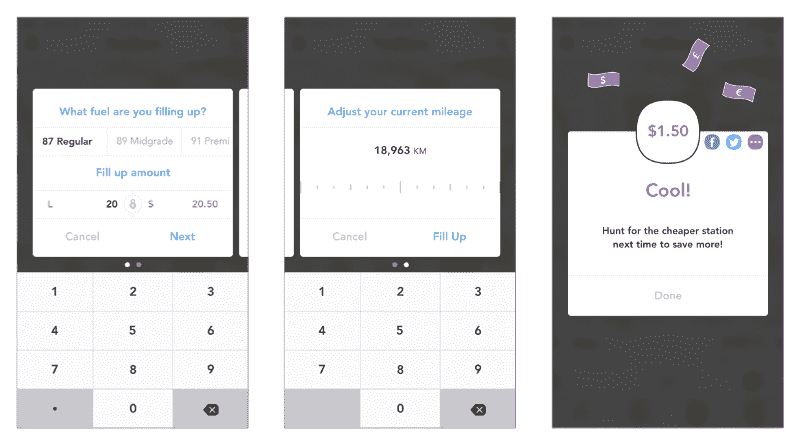 What fuel are you filling up?
87 Regular 89 Midgrade 91 Premi
Fill up amount
L 20 $ 20.50
Cancel Next
1 2 3
4 5 6
7 8 9
. 0
Adjust your current mileage
18,963 KM
Cancel Fill Up
1 2 3
4 5 6
7 8 9
0
$ £ €
$1.50
Cool!
Hunt for the cheaper station
next time to save more!
Done